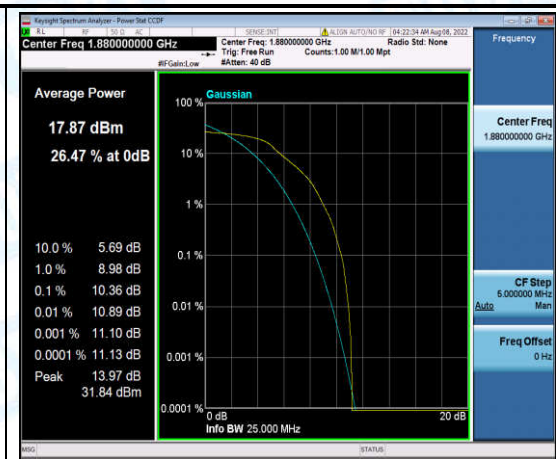 Keysight Spectrum Analyzer - Power Stat CCDF
RL RF 50 Ω AC SENSE:INT ALIGN AUTO/NO RF 04:22:34 AM Aug 08, 2022
Center Freq 1.880000000 GHz
Center Freq: 1.880000000 GHz Radio Std: None
Trig: Free Run Counts:1.00 M/1.00 Mpt
#IFGain:Low #Atten: 40 dB
Frequency
Average Power
17.87 dBm
26.47 % at 0dB
10.0 % 5.69 dB
1.0 % 8.98 dB
0.1 % 10.36 dB
0.01 % 10.89 dB
0.001 % 11.10 dB
0.0001 % 11.13 dB
Peak 13.97 dB
31.84 dBm
Gaussian
100 %
10 %
1 %
0.1 %
0.01 %
0.001 %
0.0001 %
0 dB 20 dB
Info BW 25.000 MHz
Center Freq
1.880000000 GHz
CF Step
5.000000 MHz
Auto Man
Freq Offset
0 Hz
MSG STATUS